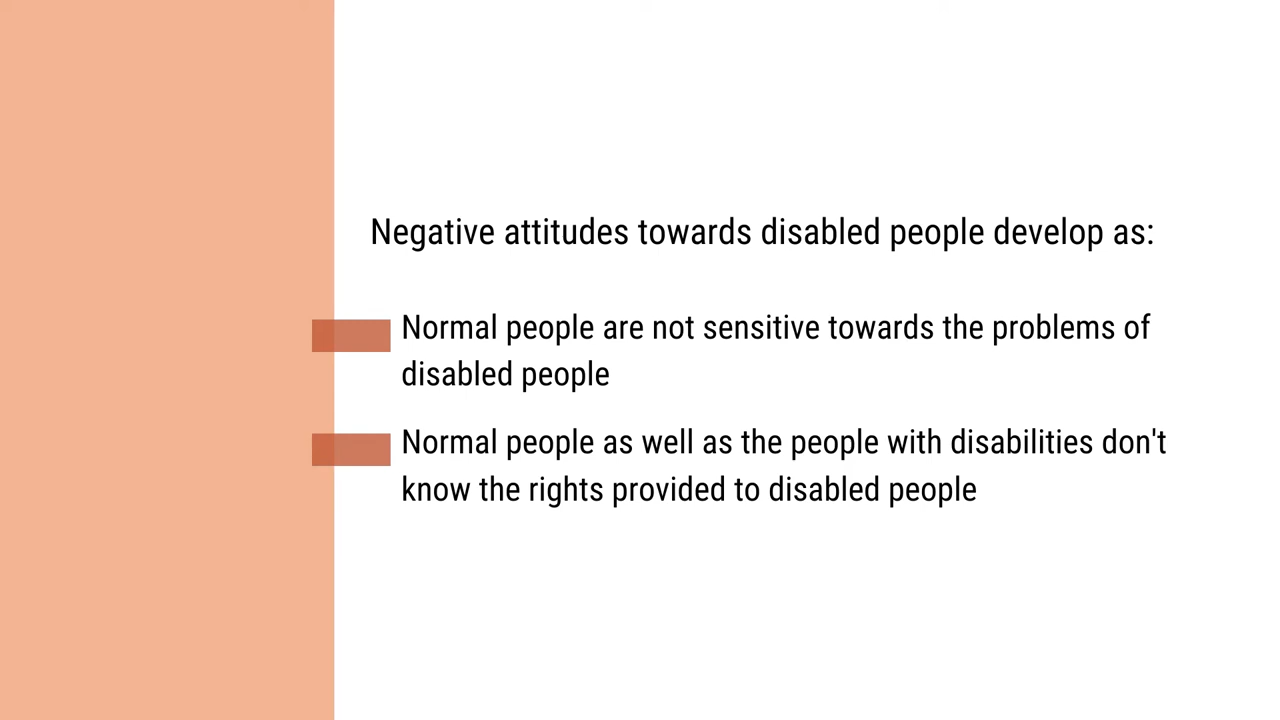 Negative attitudes towards disabled people develop as:
Normal people are not sensitive towards the problems of
disabled people
Normal people as well as the people with disabilities don't
know the rights provided to disabled people